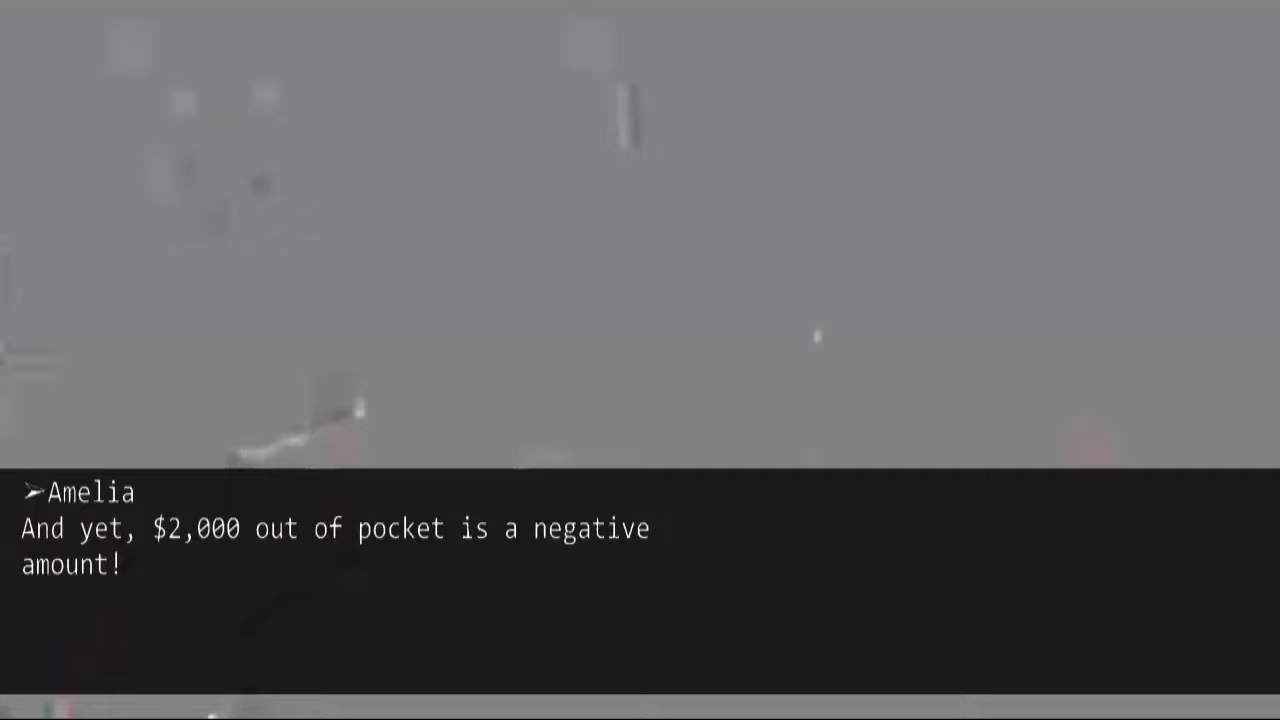 ➢Amelia
And yet, $2,000 out of pocket is a negative
amount!